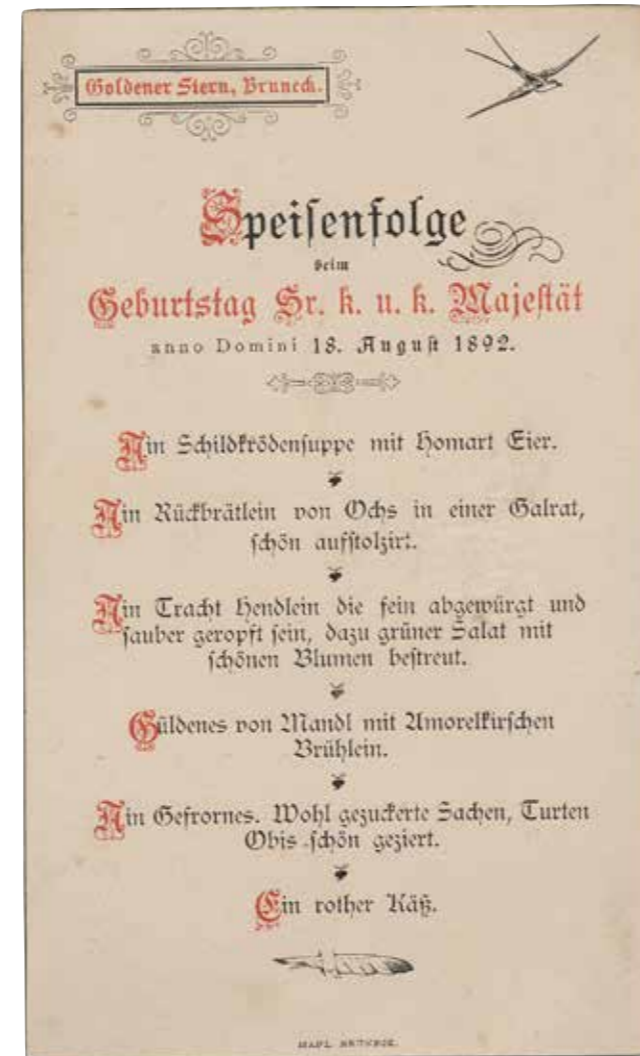 Goldener Stern, Bruneck.
Speiſenfolge
beim
Geburtstag Sr. k. u. k. Majeſtät
anno Domini 18. Auguſt 1892.
Ain Schildkrödenſuppe mit Homart Eier.
Ain Rückbrätlein von Ochs in einer Galrat,
ſchön aufſtolzirt.
Ain Tracht Hendlein die fein abgewürgt und
ſauber geropft ſein, dazu grüner Salat mit
ſchönen Blumen beſtreut.
Güldenes von Mandl mit Amorelkirſchen
Brühlein.
Ain Gefrornes. Wohl gezuckerte Sachen, Turten
Obis ſchön geziert.
Ein rother Käß.